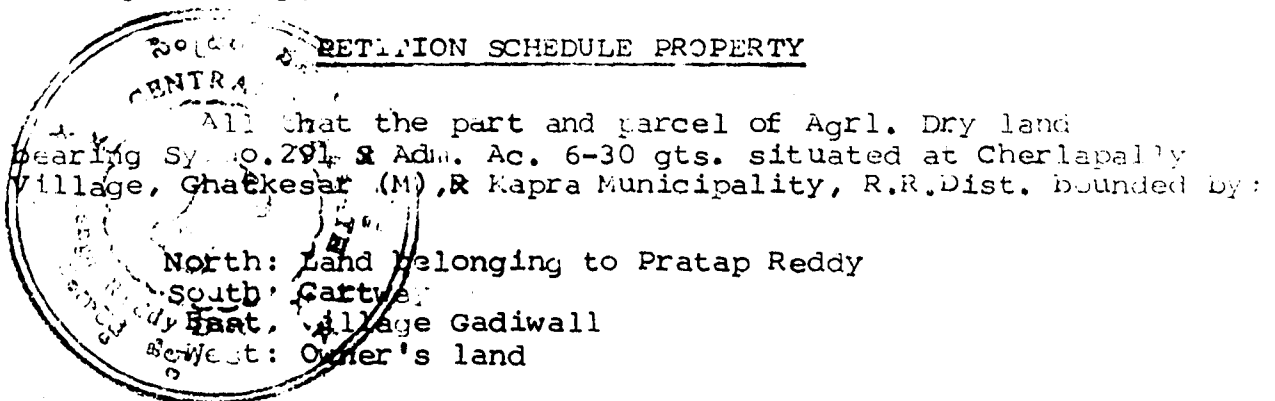 PETITION SCHEDULE PROPERTY
All that the part and parcel of Agrl. Dry land
bearing Sy. No.291 & Adm. Ac. 6-30 gts. situated at Cherlapally
Village, Ghatkesar (M),& Kapra Municipality, R.R.Dist. bounded by:
North: Land belonging to Pratap Reddy
South: Cartway
East. Village Gadiwall
West: Owner's land
CENTRA